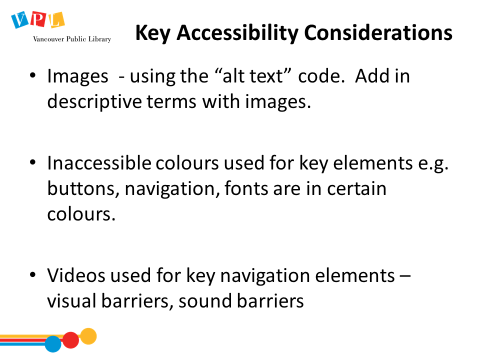 VPL
Vancouver Public Library
Key Accessibility Considerations
• Images  - using the “alt text” code.  Add in
descriptive terms with images.
• Inaccessible colours used for key elements e.g.
buttons, navigation, fonts are in certain
colours.
• Videos used for key navigation elements –
visual barriers, sound barriers